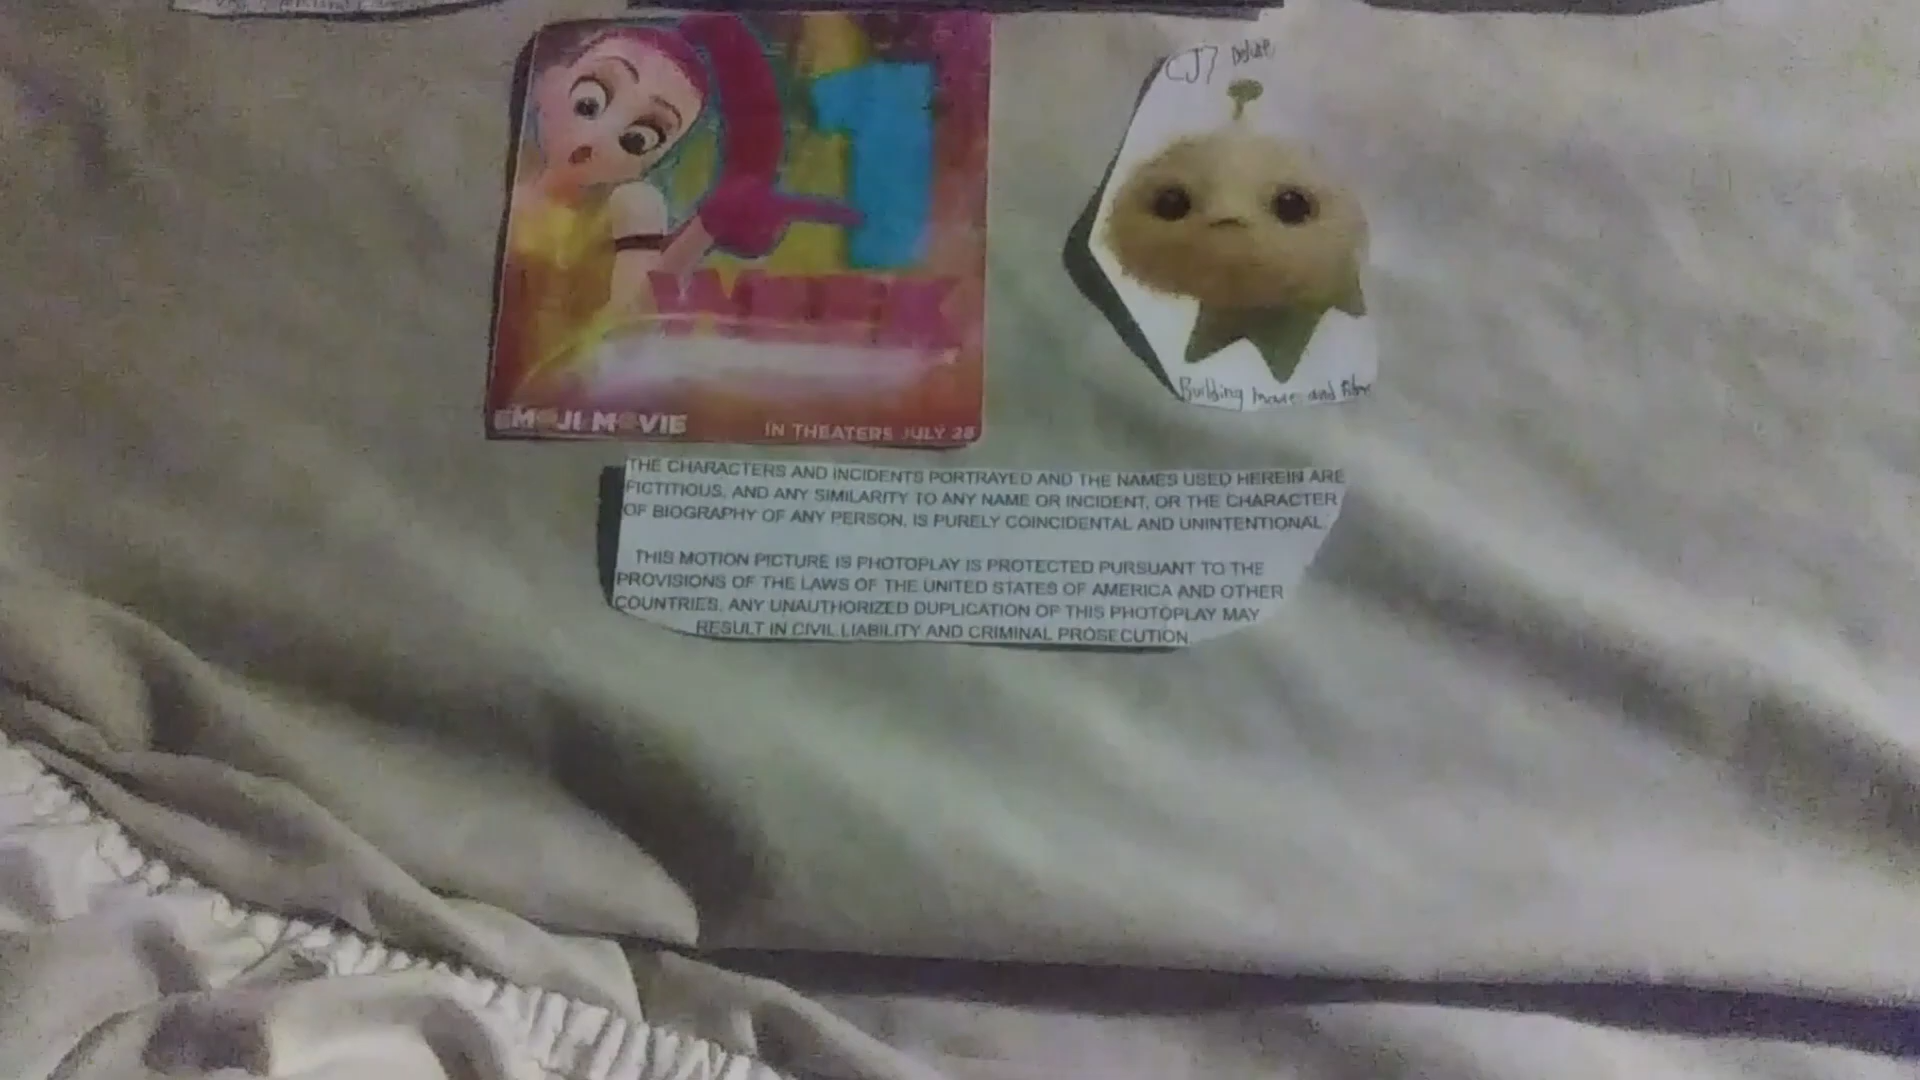 1
WEEK
EMOJI MOVIE
IN THEATERS JULY 28
CJ7 Deluxe
Building movie and film
THE CHARACTERS AND INCIDENTS PORTRAYED AND THE NAMES USED HEREIN ARE
FICTITIOUS, AND ANY SIMILARITY TO ANY NAME OR INCIDENT, OR THE CHARACTER
OF BIOGRAPHY OF ANY PERSON, IS PURELY COINCIDENTAL AND UNINTENTIONAL.
THIS MOTION PICTURE IS PHOTOPLAY IS PROTECTED PURSUANT TO THE
PROVISIONS OF THE LAWS OF THE UNITED STATES OF AMERICA AND OTHER
COUNTRIES. ANY UNAUTHORIZED DUPLICATION OF THIS PHOTOPLAY MAY
RESULT IN CIVIL LIABILITY AND CRIMINAL PROSECUTION.